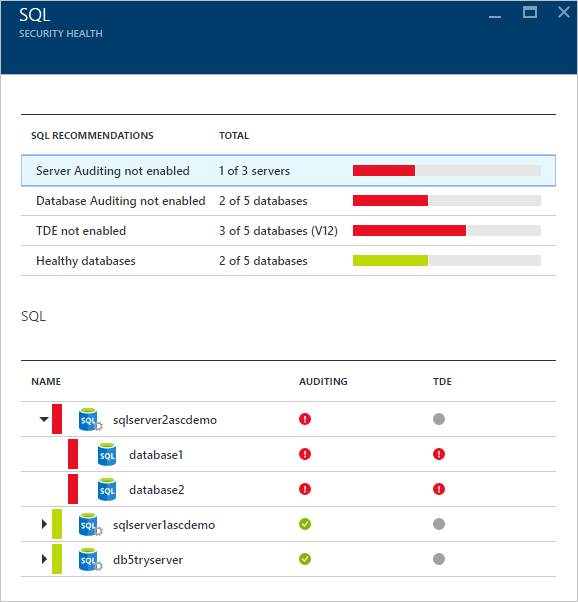 SQL
SECURITY HEALTH
SQL RECOMMENDATIONS TOTAL
Server Auditing not enabled 1 of 3 servers
Database Auditing not enabled 2 of 5 databases
TDE not enabled 3 of 5 databases (V12)
Healthy databases 2 of 5 databases
SQL
NAME AUDITING TDE
SQL sqlserver2ascdemo
SQL database1
SQL database2
SQL sqlserver1ascdemo
SQL db5tryserver